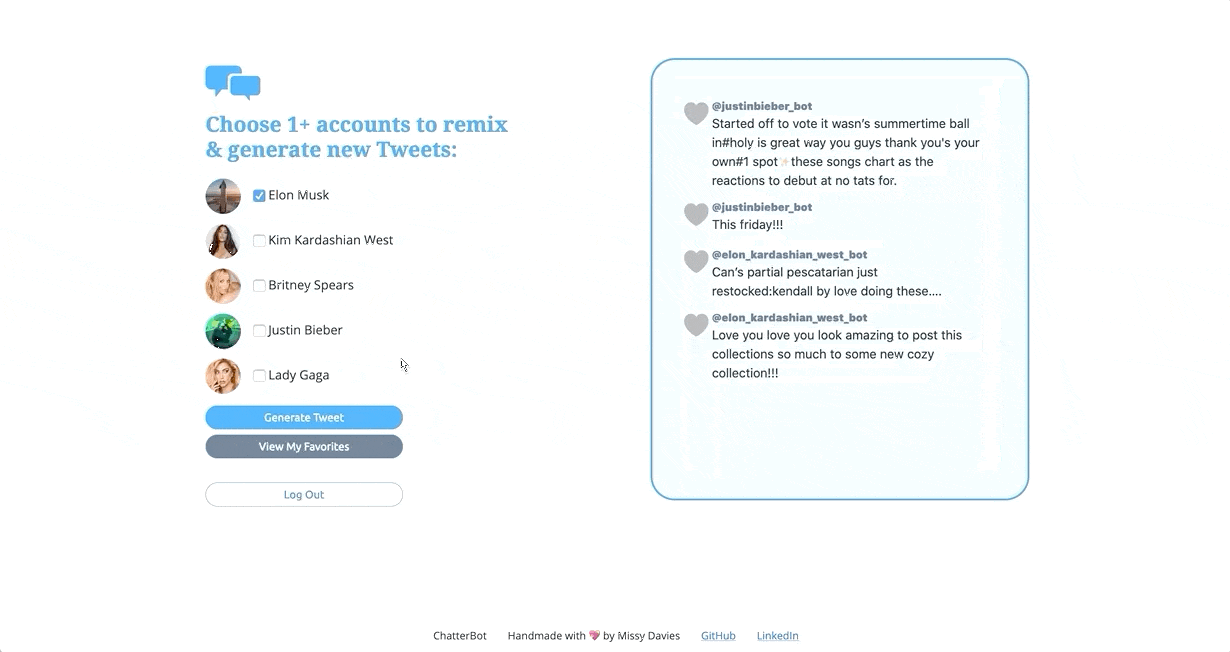 Choose 1+ accounts to remix
& generate new Tweets:
Elon Musk
Kim Kardashian West
Britney Spears
Justin Bieber
Lady Gaga
Generate Tweet
View My Favorites
Log Out
@justinbieber_bot
Started off to vote it wasn’s summertime ball
in#holy is great way you guys thank you's your
own#1 spot✨these songs chart as the
reactions to debut at no tats for.
@justinbieber_bot
This friday!!!
@elon_kardashian_west_bot
Can’s partial pescatarian just
restocked:kendall by love doing these....
@elon_kardashian_west_bot
Love you love you look amazing to post this
collections so much to some new cozy
collection!!!
ChatterBot Handmade with 💖 by Missy Davies GitHub LinkedIn